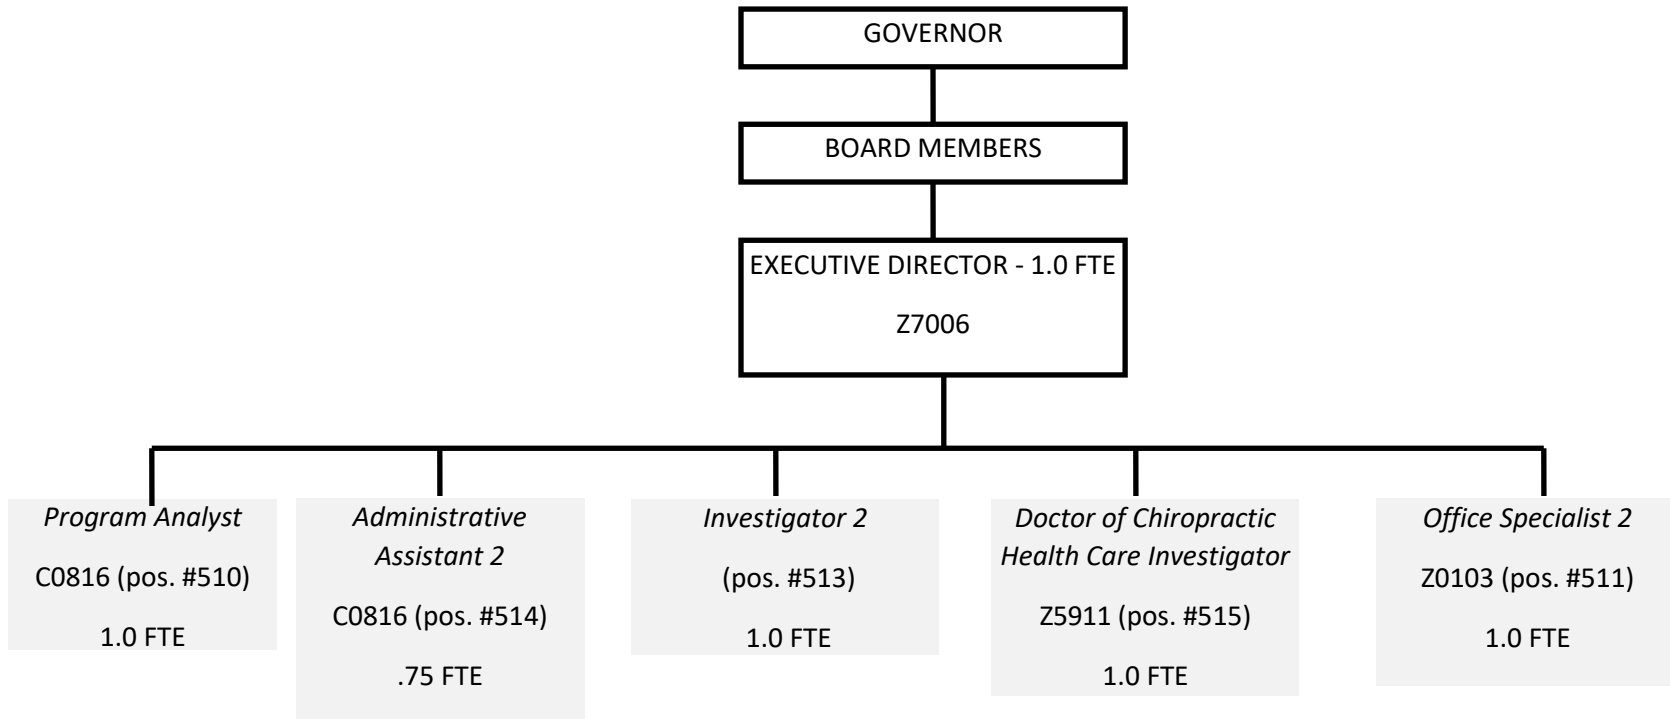 GOVERNOR
BOARD MEMBERS
EXECUTIVE DIRECTOR - 1.0 FTE
Z7006
Program Analyst
C0816 (pos. #510)
1.0 FTE
Administrative
Assistant 2
C0816 (pos. #514)
.75 FTE
Investigator 2
(pos. #513)
1.0 FTE
Doctor of Chiropractic
Health Care Investigator
Z5911 (pos. #515)
1.0 FTE
Office Specialist 2
Z0103 (pos. #511)
1.0 FTE